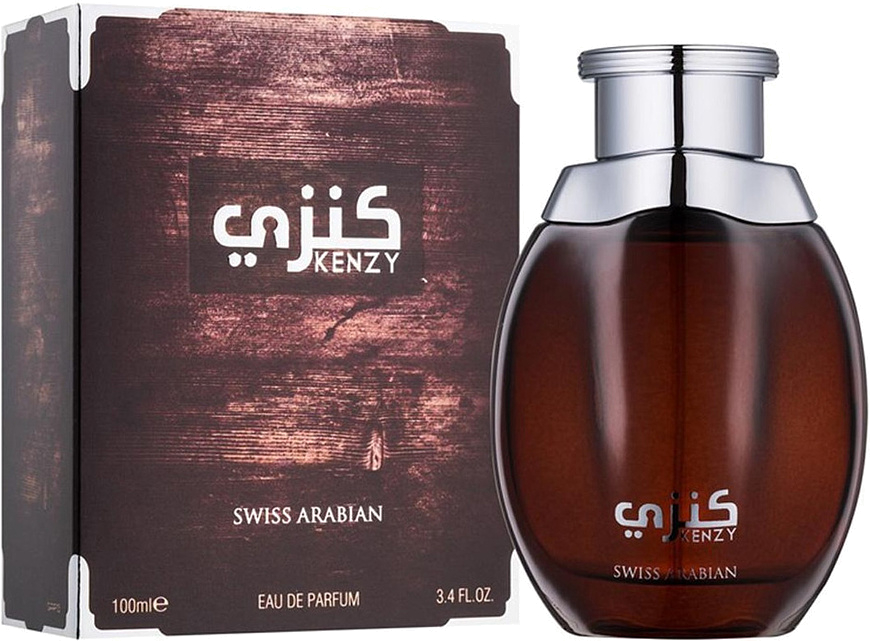 كنزي
KENZY
SWISS ARABIAN
100ml℮ EAU DE PARFUM 3.4 FL.OZ.
كنزي
KENZY
SWISS ARABIAN